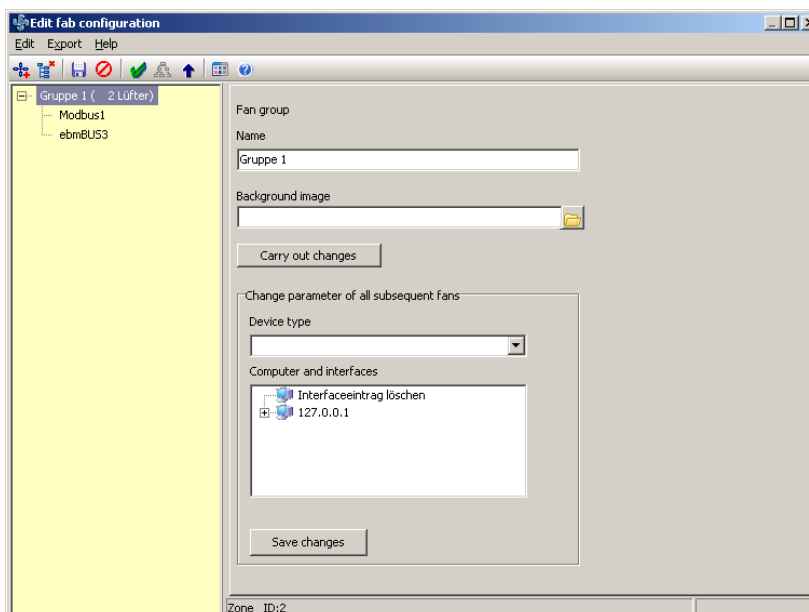 Edit fab configuration
Edit Export Help
Gruppe 1 ( 2 Lüfter)
Modbus1
ebmBUS3
Fan group
Name
Gruppe 1
Background image
Carry out changes
Change parameter of all subsequent fans
Device type
Computer and interfaces
Interfaceeintrag löschen
127.0.0.1
Save changes
Zone ID:2